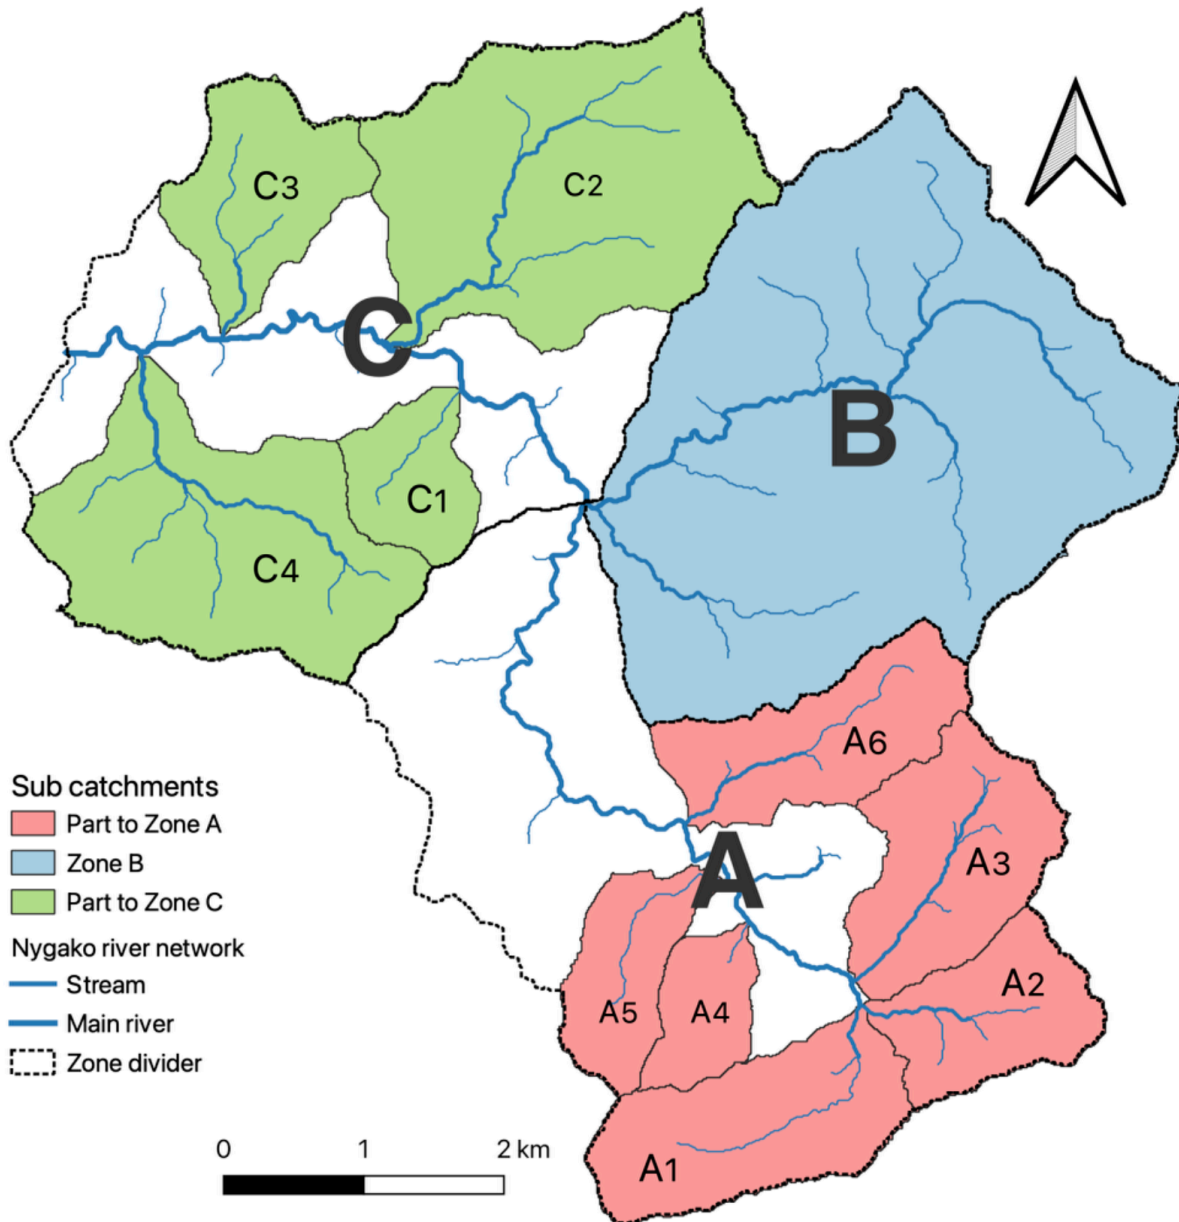 C3
C2
C
B
C1
C4
A6
A3
A
A2
A5
A4
A1
Sub catchments
Part to Zone A
Zone B
Part to Zone C
Nygako river network
Stream
Main river
Zone divider
0 1 2 km